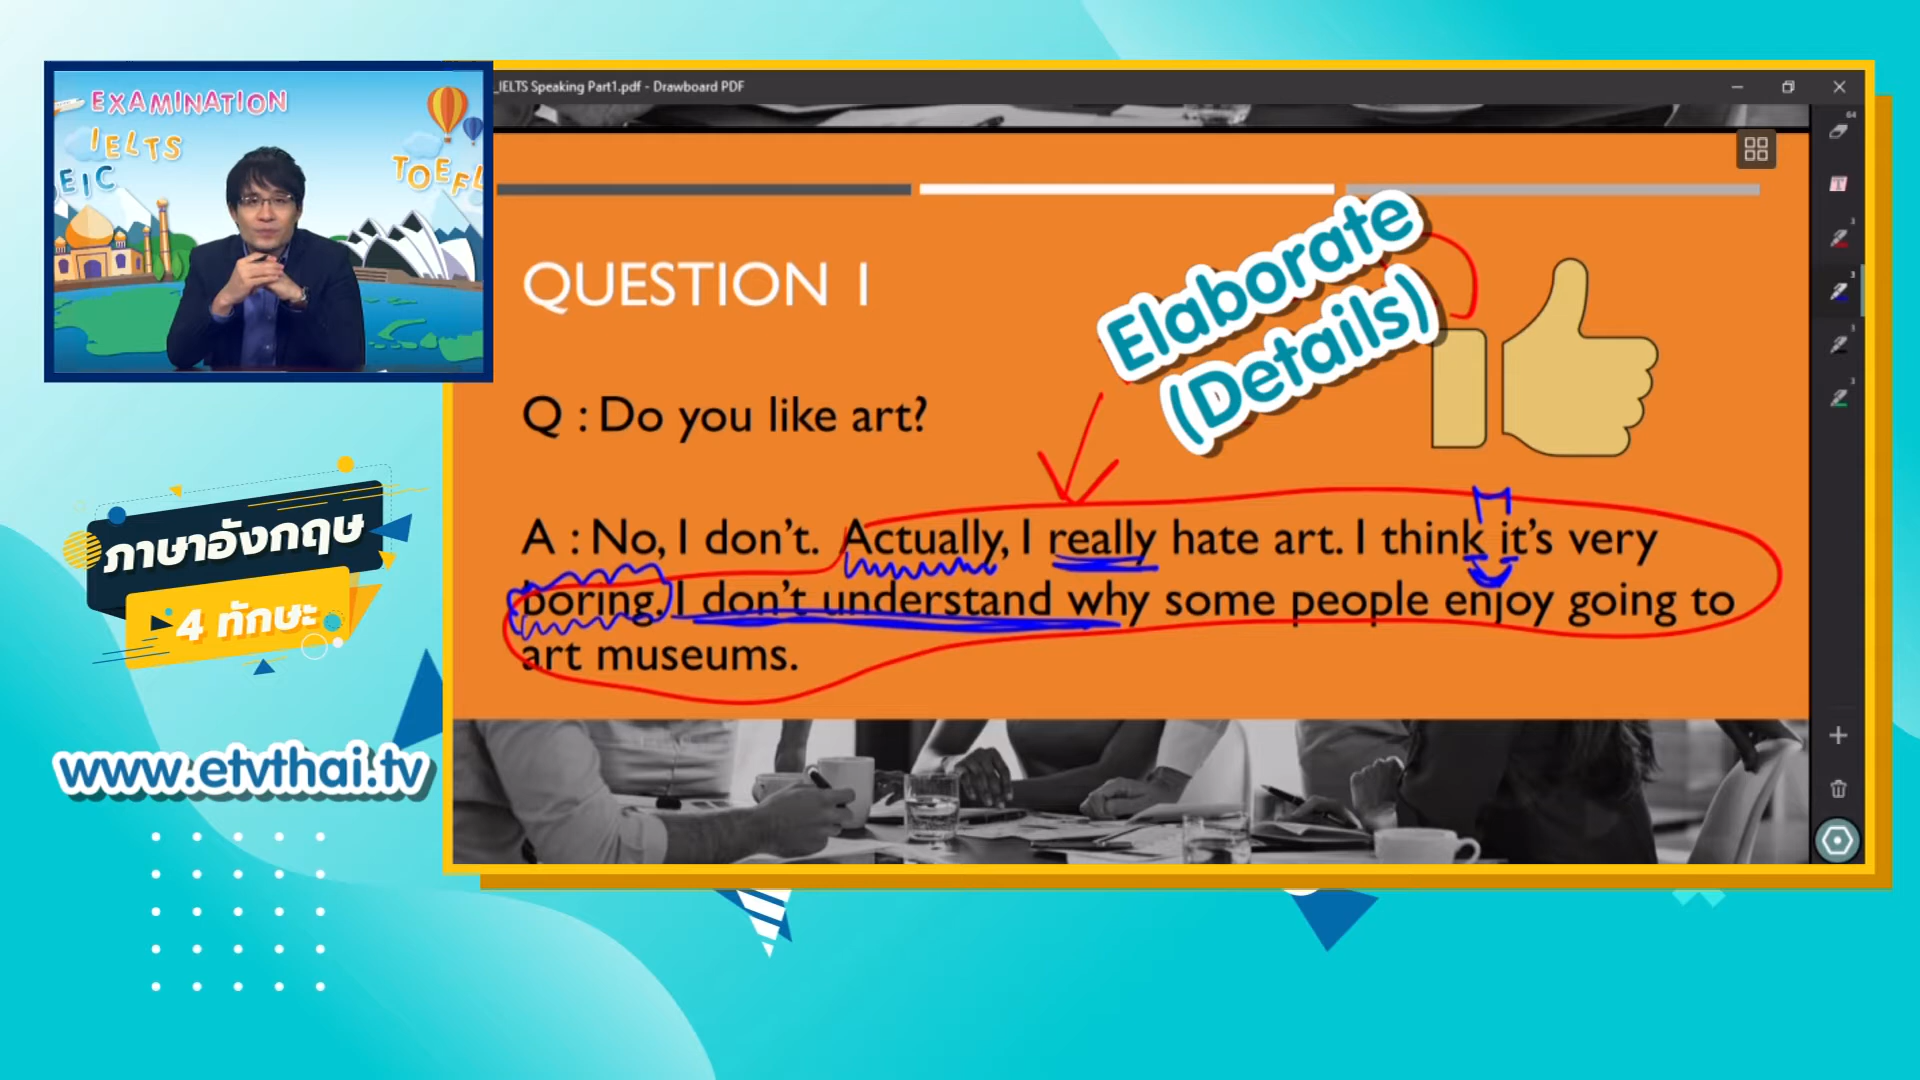 EXAMINATION
IELTS
EIC
TOEFL
_IELTS Speaking Part1.pdf - Drawboard PDF
QUESTION 1
Elaborate
(Details)
Q : Do you like art?
A : No, I don't. Actually, I really hate art. I think it's very
boring. I don't understand why some people enjoy going to
art museums.
ภาษาอังกฤษ
4 ทักษะ
www.etvthai.tv